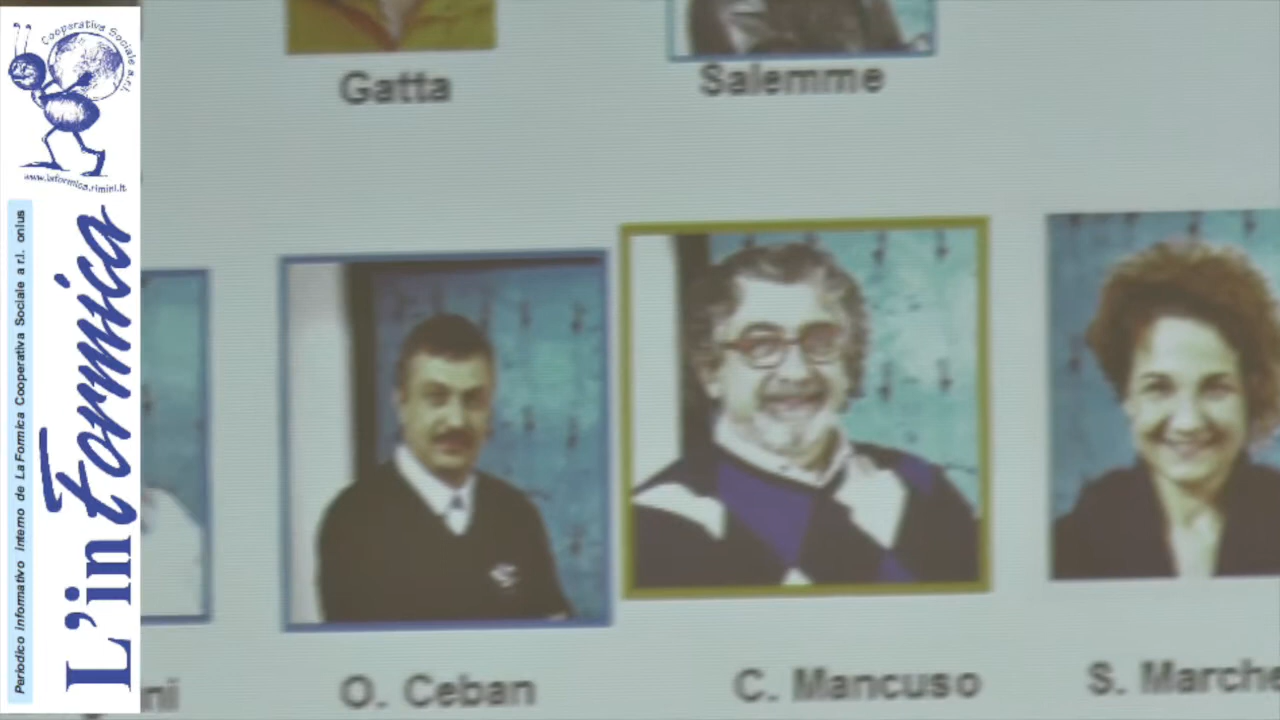 Cooperativa Sociale a.r.l.
www.laformica.rimini.it
Periodico informativo interno de La Formica Cooperativa Sociale a r.l. onlus
L'inFormica
Gatta
Salemme
O. Ceban
C. Mancuso
S. Marche